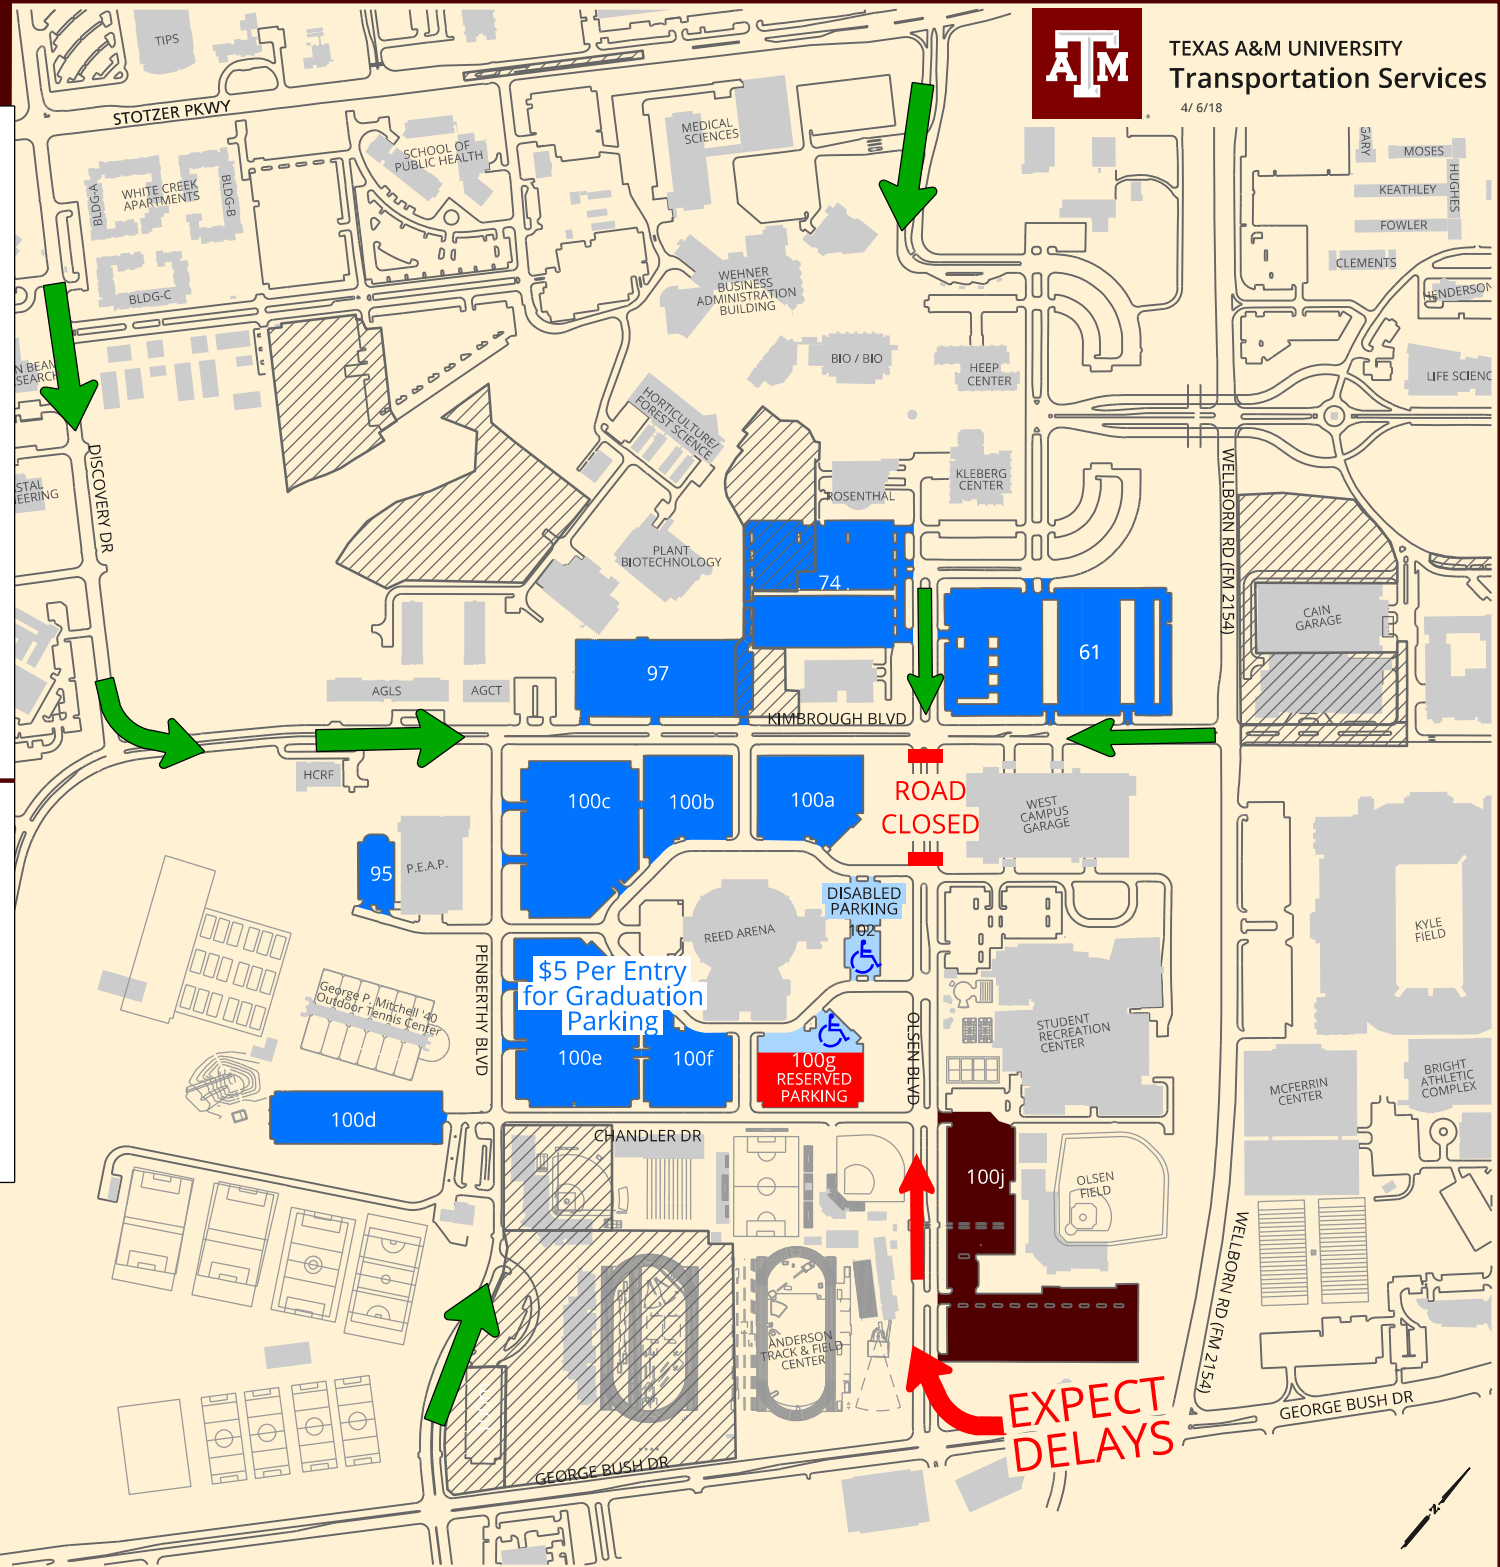 TEXAS A&M UNIVERSITY
Transportation Services
4/ 6/18
ATM
TIPS
STOTZER PKWY
MEDICAL
SCIENCES
SCHOOL OF
PUBLIC HEALTH
BLDG-A
WHITE CREEK
APARTMENTS
BLDG-B
BLDG-C
GARY
MOSES
HUGHES
KEATHLEY
FOWLER
CLEMENTS
HENDERSON
WEHNER
BUSINESS
ADMINISTRATION
BUILDING
BIO / BIO
HEEP
CENTER
LIFE SCIENC
N BEAM
SEARCH
HORTICULTURE/
FOREST SCIENCE
DISCOVERY DR
STAL
EERING
ROSENTHAL
KLEBERG
CENTER
WELLBORN RD (FM 2154)
PLANT
BIOTECHNOLOGY
74
CAIN
GARAGE
61
97
AGLS
AGCT
KIMBROUGH BLVD
HCRF
100c
100b
100a
ROAD
CLOSED
WEST
CAMPUS
GARAGE
95
P.E.A.P.
DISABLED
PARKING
102
REED ARENA
KYLE
FIELD
PENBERTHY BLVD
$5 Per Entry
for Graduation
Parking
George P. Mitchell '40
Outdoor Tennis Center
OLSEN BLVD
STUDENT
RECREATION
CENTER
100e
100f
100g
RESERVED
PARKING
MCFERRIN
CENTER
BRIGHT
ATHLETIC
COMPLEX
100d
CHANDLER DR
100j
OLSEN
FIELD
WELLBORN RD (FM 2154)
ANDERSON
TRACK & FIELD
CENTER
EXPECT
DELAYS
GEORGE BUSH DR
GEORGE BUSH DR
N